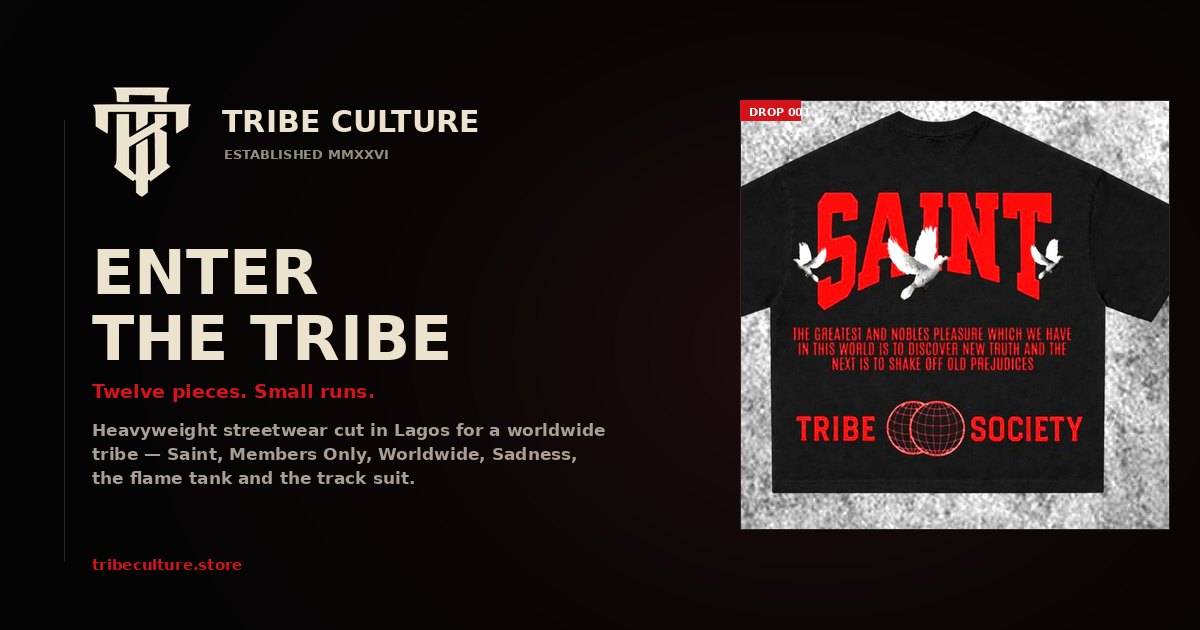 TRIBE CULTURE
ESTABLISHED MMXXVI
ENTER
THE TRIBE
Twelve pieces. Small runs.
Heavyweight streetwear cut in Lagos for a worldwide
tribe — Saint, Members Only, Worldwide, Sadness,
the flame tank and the track suit.
tribeculture.store
DROP 001
SAINT
THE GREATEST AND NOBLES PLEASURE WHICH WE HAVE
IN THIS WORLD IS TO DISCOVER NEW TRUTH AND THE
NEXT IS TO SHAKE OFF OLD PREJUDICES
TRIBE SOCIETY